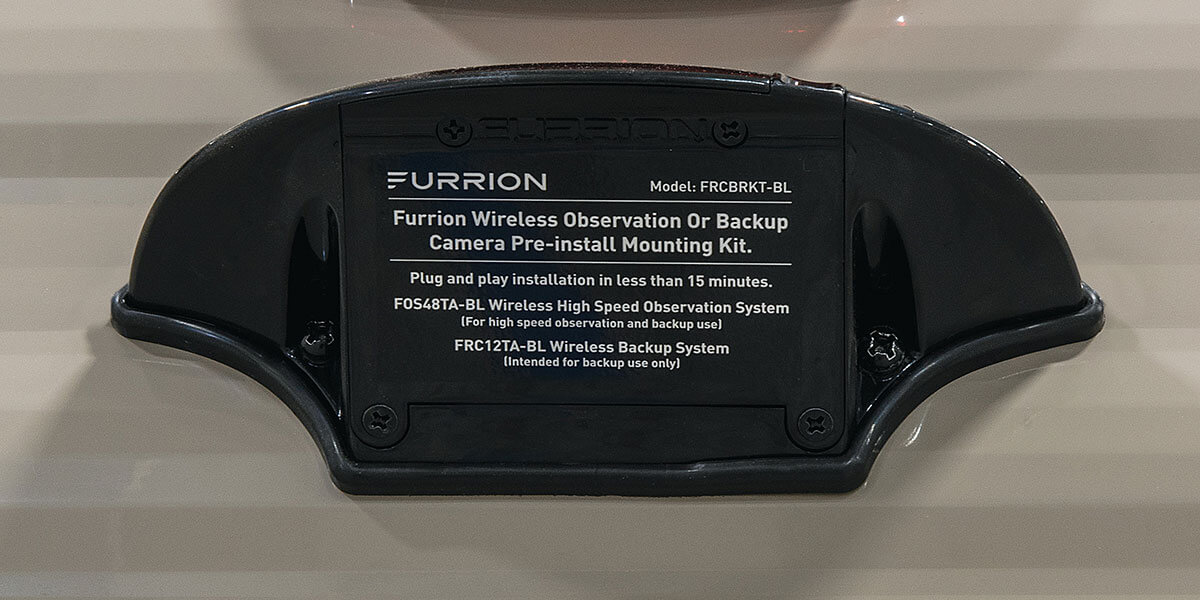 FURRION
FURRION
Model: FRCBRKT-BL
Furrion Wireless Observation Or Backup
Camera Pre-install Mounting Kit.
Plug and play installation in less than 15 minutes.
FOS48TA-BL Wireless High Speed Observation System
(For high speed observation and backup use)
FRC12TA-BL Wireless Backup System
(Intended for backup use only)